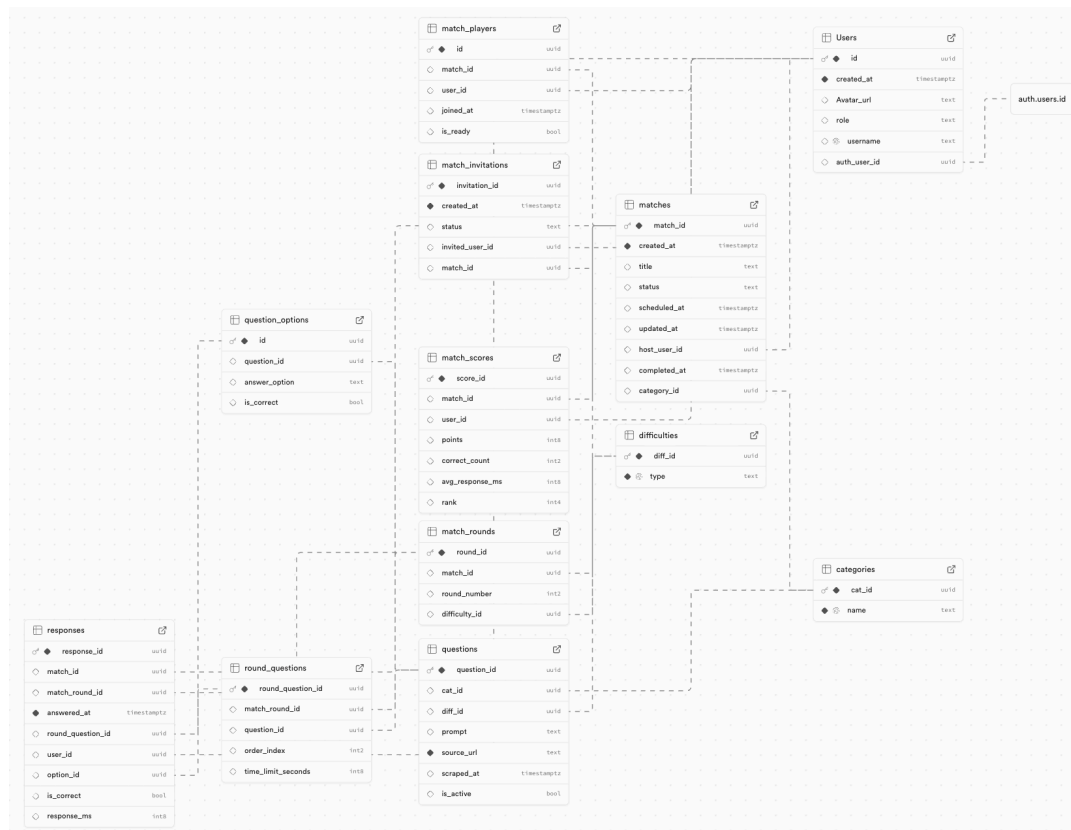 match_players
id uuid
match_id uuid
user_id uuid
joined_at timestamptz
is_ready bool
Users
id uuid
created_at timestamptz
Avatar_url text
role text
username text
auth_user_id uuid
auth.users.id
match_invitations
invitation_id uuid
created_at timestamptz
status text
invited_user_id uuid
match_id uuid
matches
match_id uuid
created_at timestamptz
title text
status text
scheduled_at timestamptz
updated_at timestamptz
host_user_id uuid
completed_at timestamptz
category_id uuid
question_options
id uuid
question_id uuid
answer_option text
is_correct bool
match_scores
score_id uuid
match_id uuid
user_id uuid
points int8
correct_count int2
avg_response_ms int8
rank int4
difficulties
diff_id uuid
type text
match_rounds
round_id uuid
match_id uuid
round_number int2
difficulty_id uuid
categories
cat_id uuid
name text
responses
response_id uuid
match_id uuid
match_round_id uuid
answered_at timestamptz
round_question_id uuid
user_id uuid
option_id uuid
is_correct bool
response_ms int8
round_questions
round_question_id uuid
match_round_id uuid
question_id uuid
order_index int2
time_limit_seconds int8
questions
question_id uuid
cat_id uuid
diff_id uuid
prompt text
source_url text
scraped_at timestamptz
is_active bool